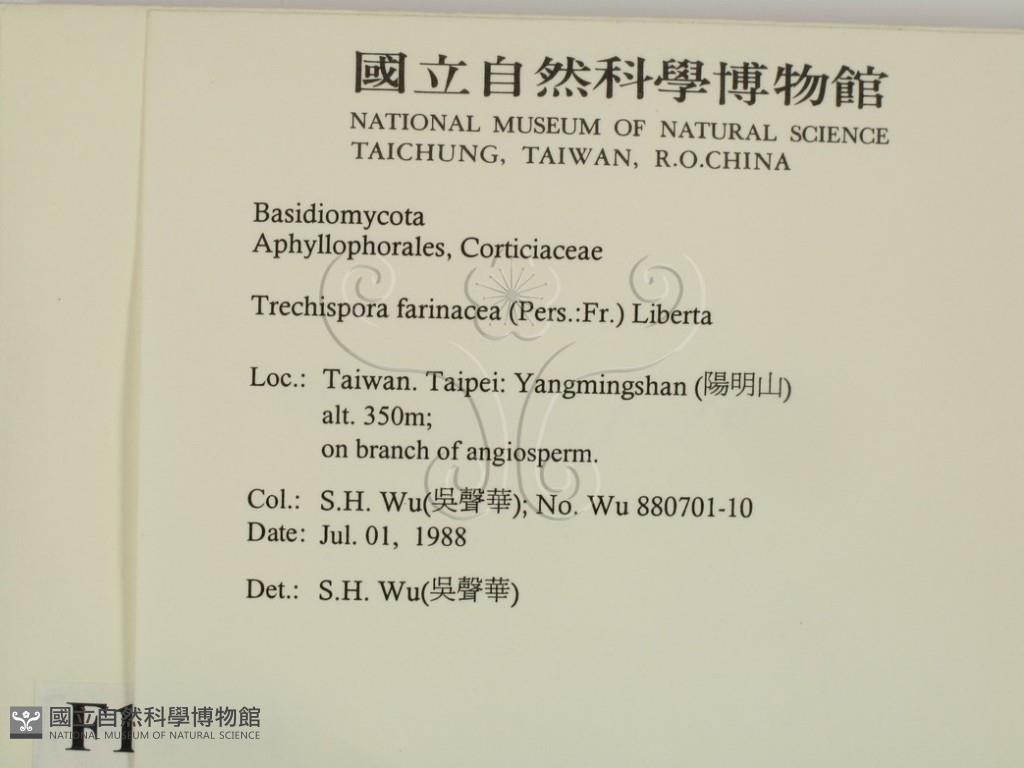 國立自然科學博物館
NATIONAL MUSEUM OF NATURAL SCIENCE
TAICHUNG, TAIWAN, R.O.CHINA
Basidiomycota
Aphyllophorales, Corticiaceae
Trechispora farinacea (Pers.:Fr.) Liberta
Loc.: Taiwan. Taipei: Yangmingshan (陽明山)
alt. 350m;
on branch of angiosperm.
Col.: S.H. Wu(吳聲華); No. Wu 880701-10
Date: Jul. 01, 1988
Det.: S.H. Wu(吳聲華)
國立自然科學博物館
NATIONAL MUSEUM OF NATURAL SCIENCE
F1